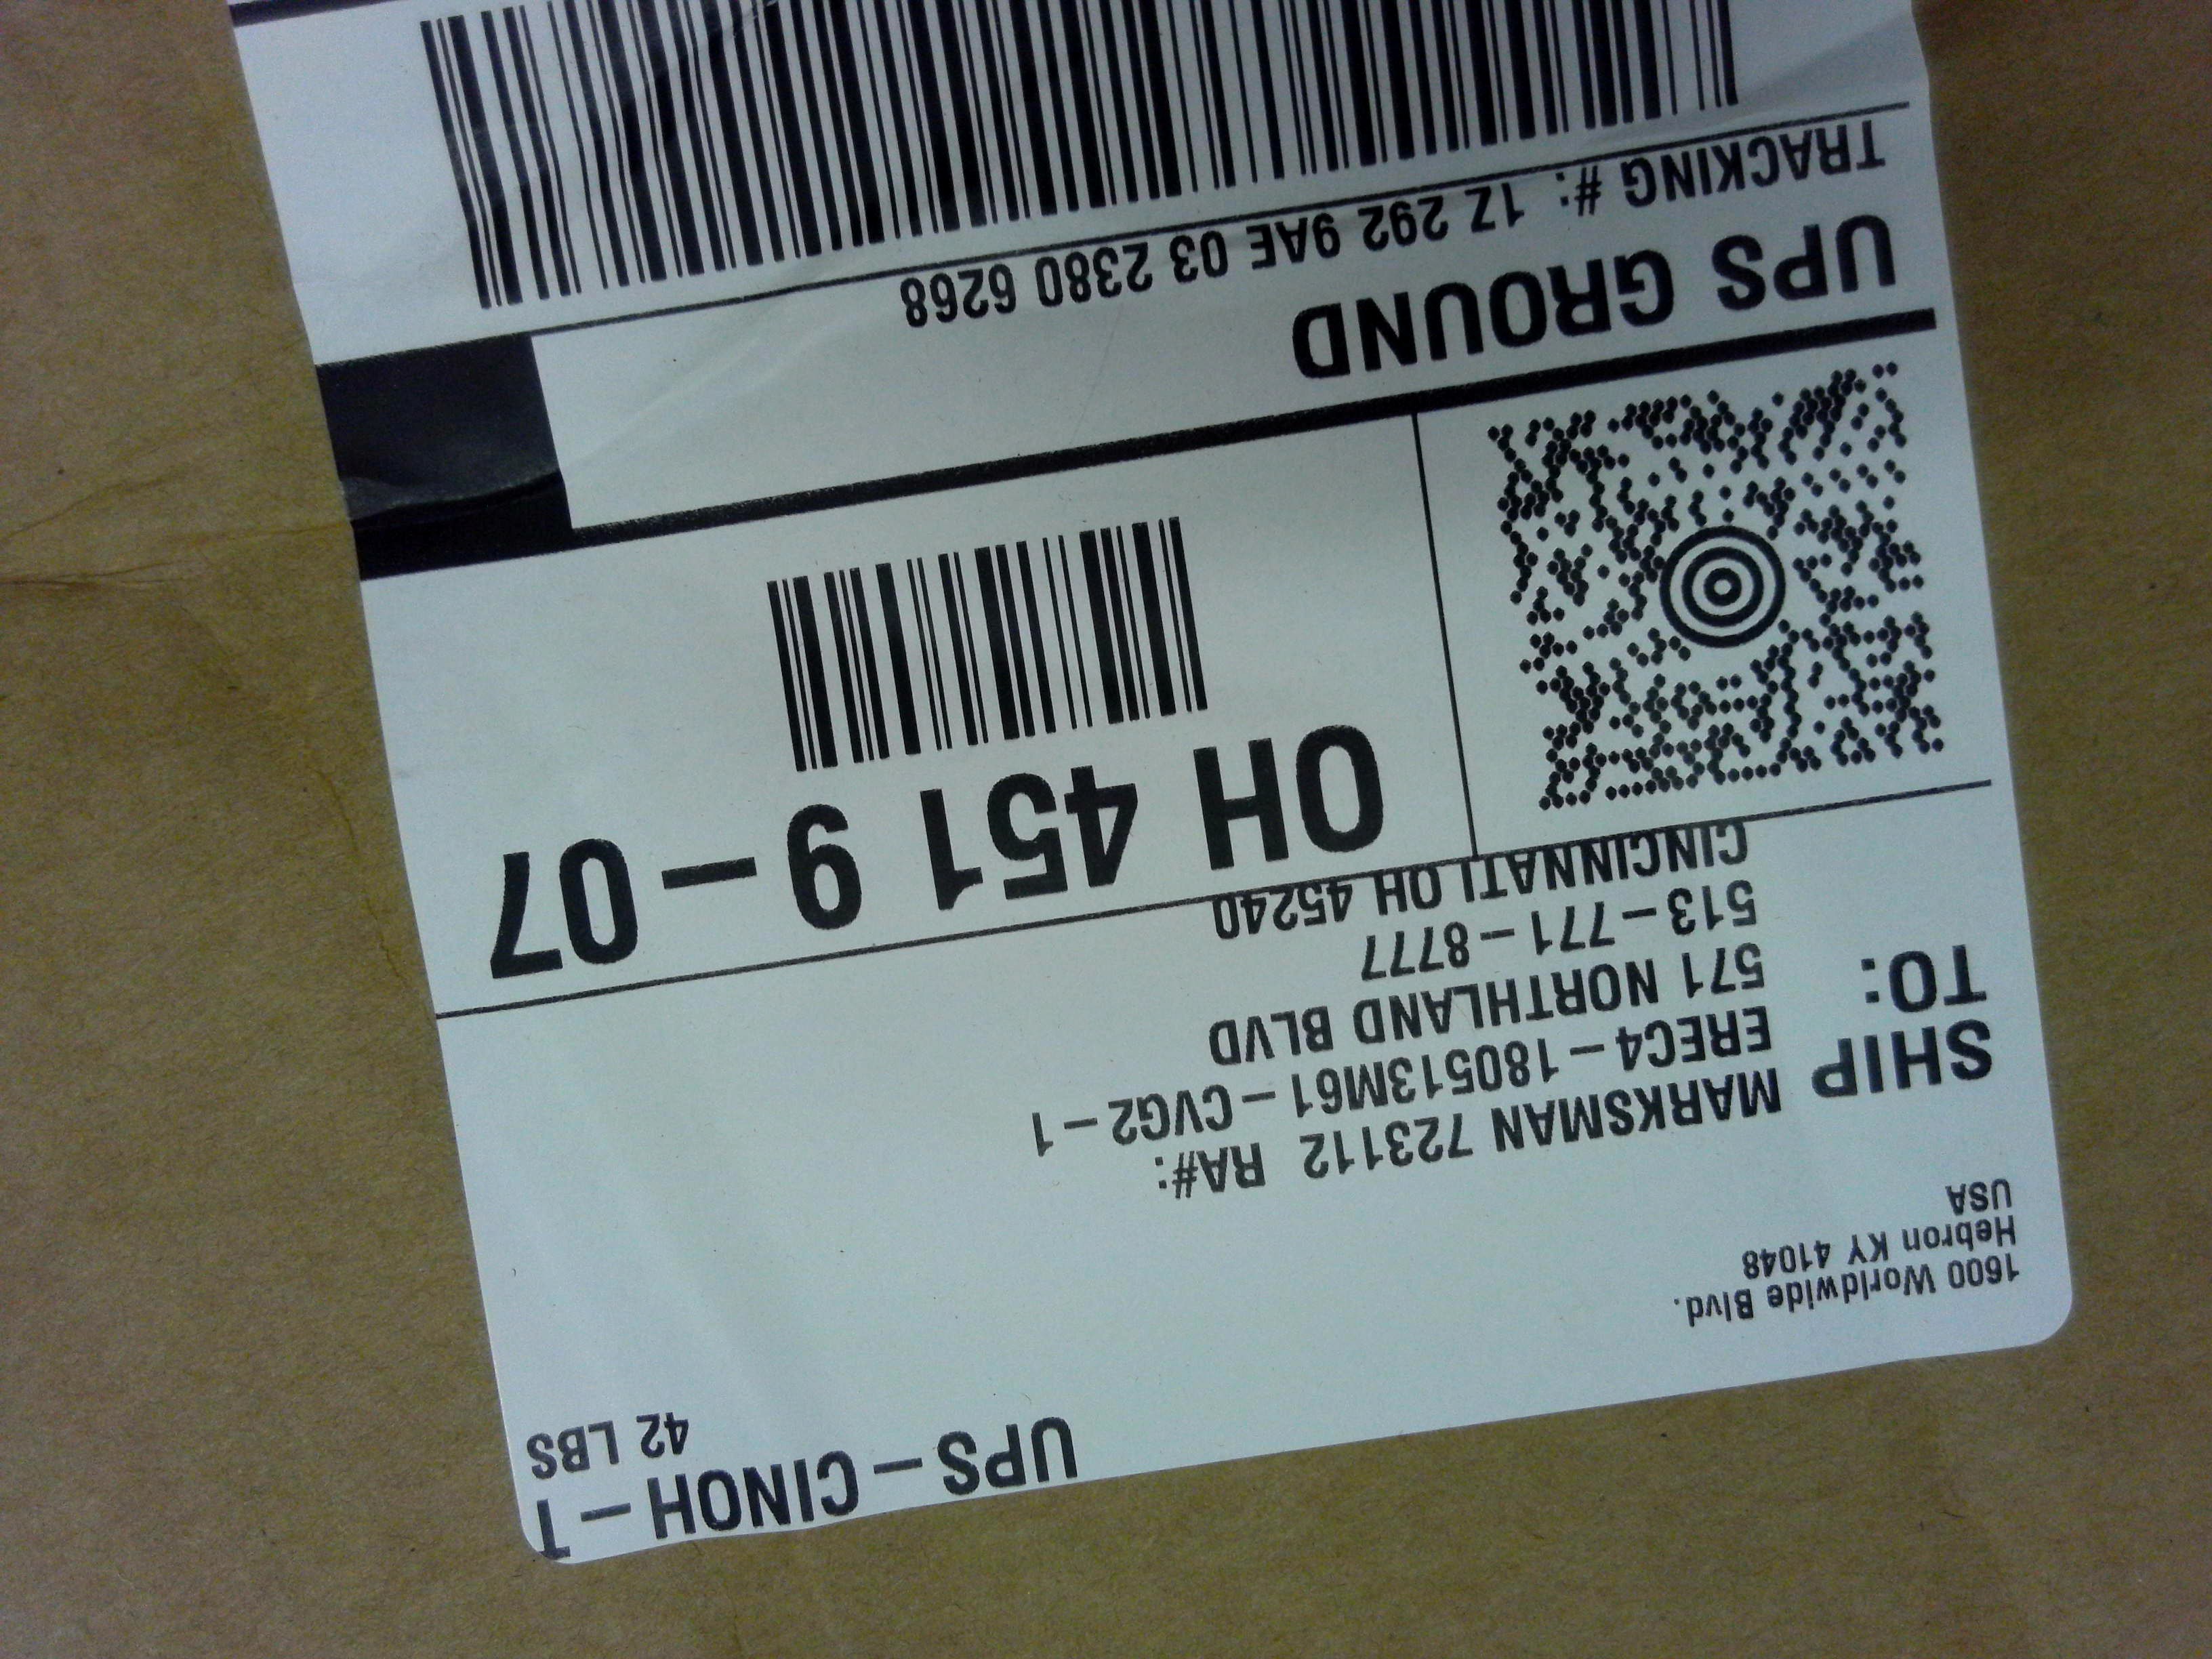 UPS-CINOH-1
42 LBS
1600 Worldwide Blvd.
Hebron KY 41048
USA
SHIP
TO:
MARKSMAN 723112 RA#:
EREC4-180513M61-CVG2-1
571 NORTHLAND BLVD
513-771-8777
CINCINNATI OH 45240
OH 451 9-07
UPS GROUND
TRACKING #: 1Z 292 9AE 03 2380 6268